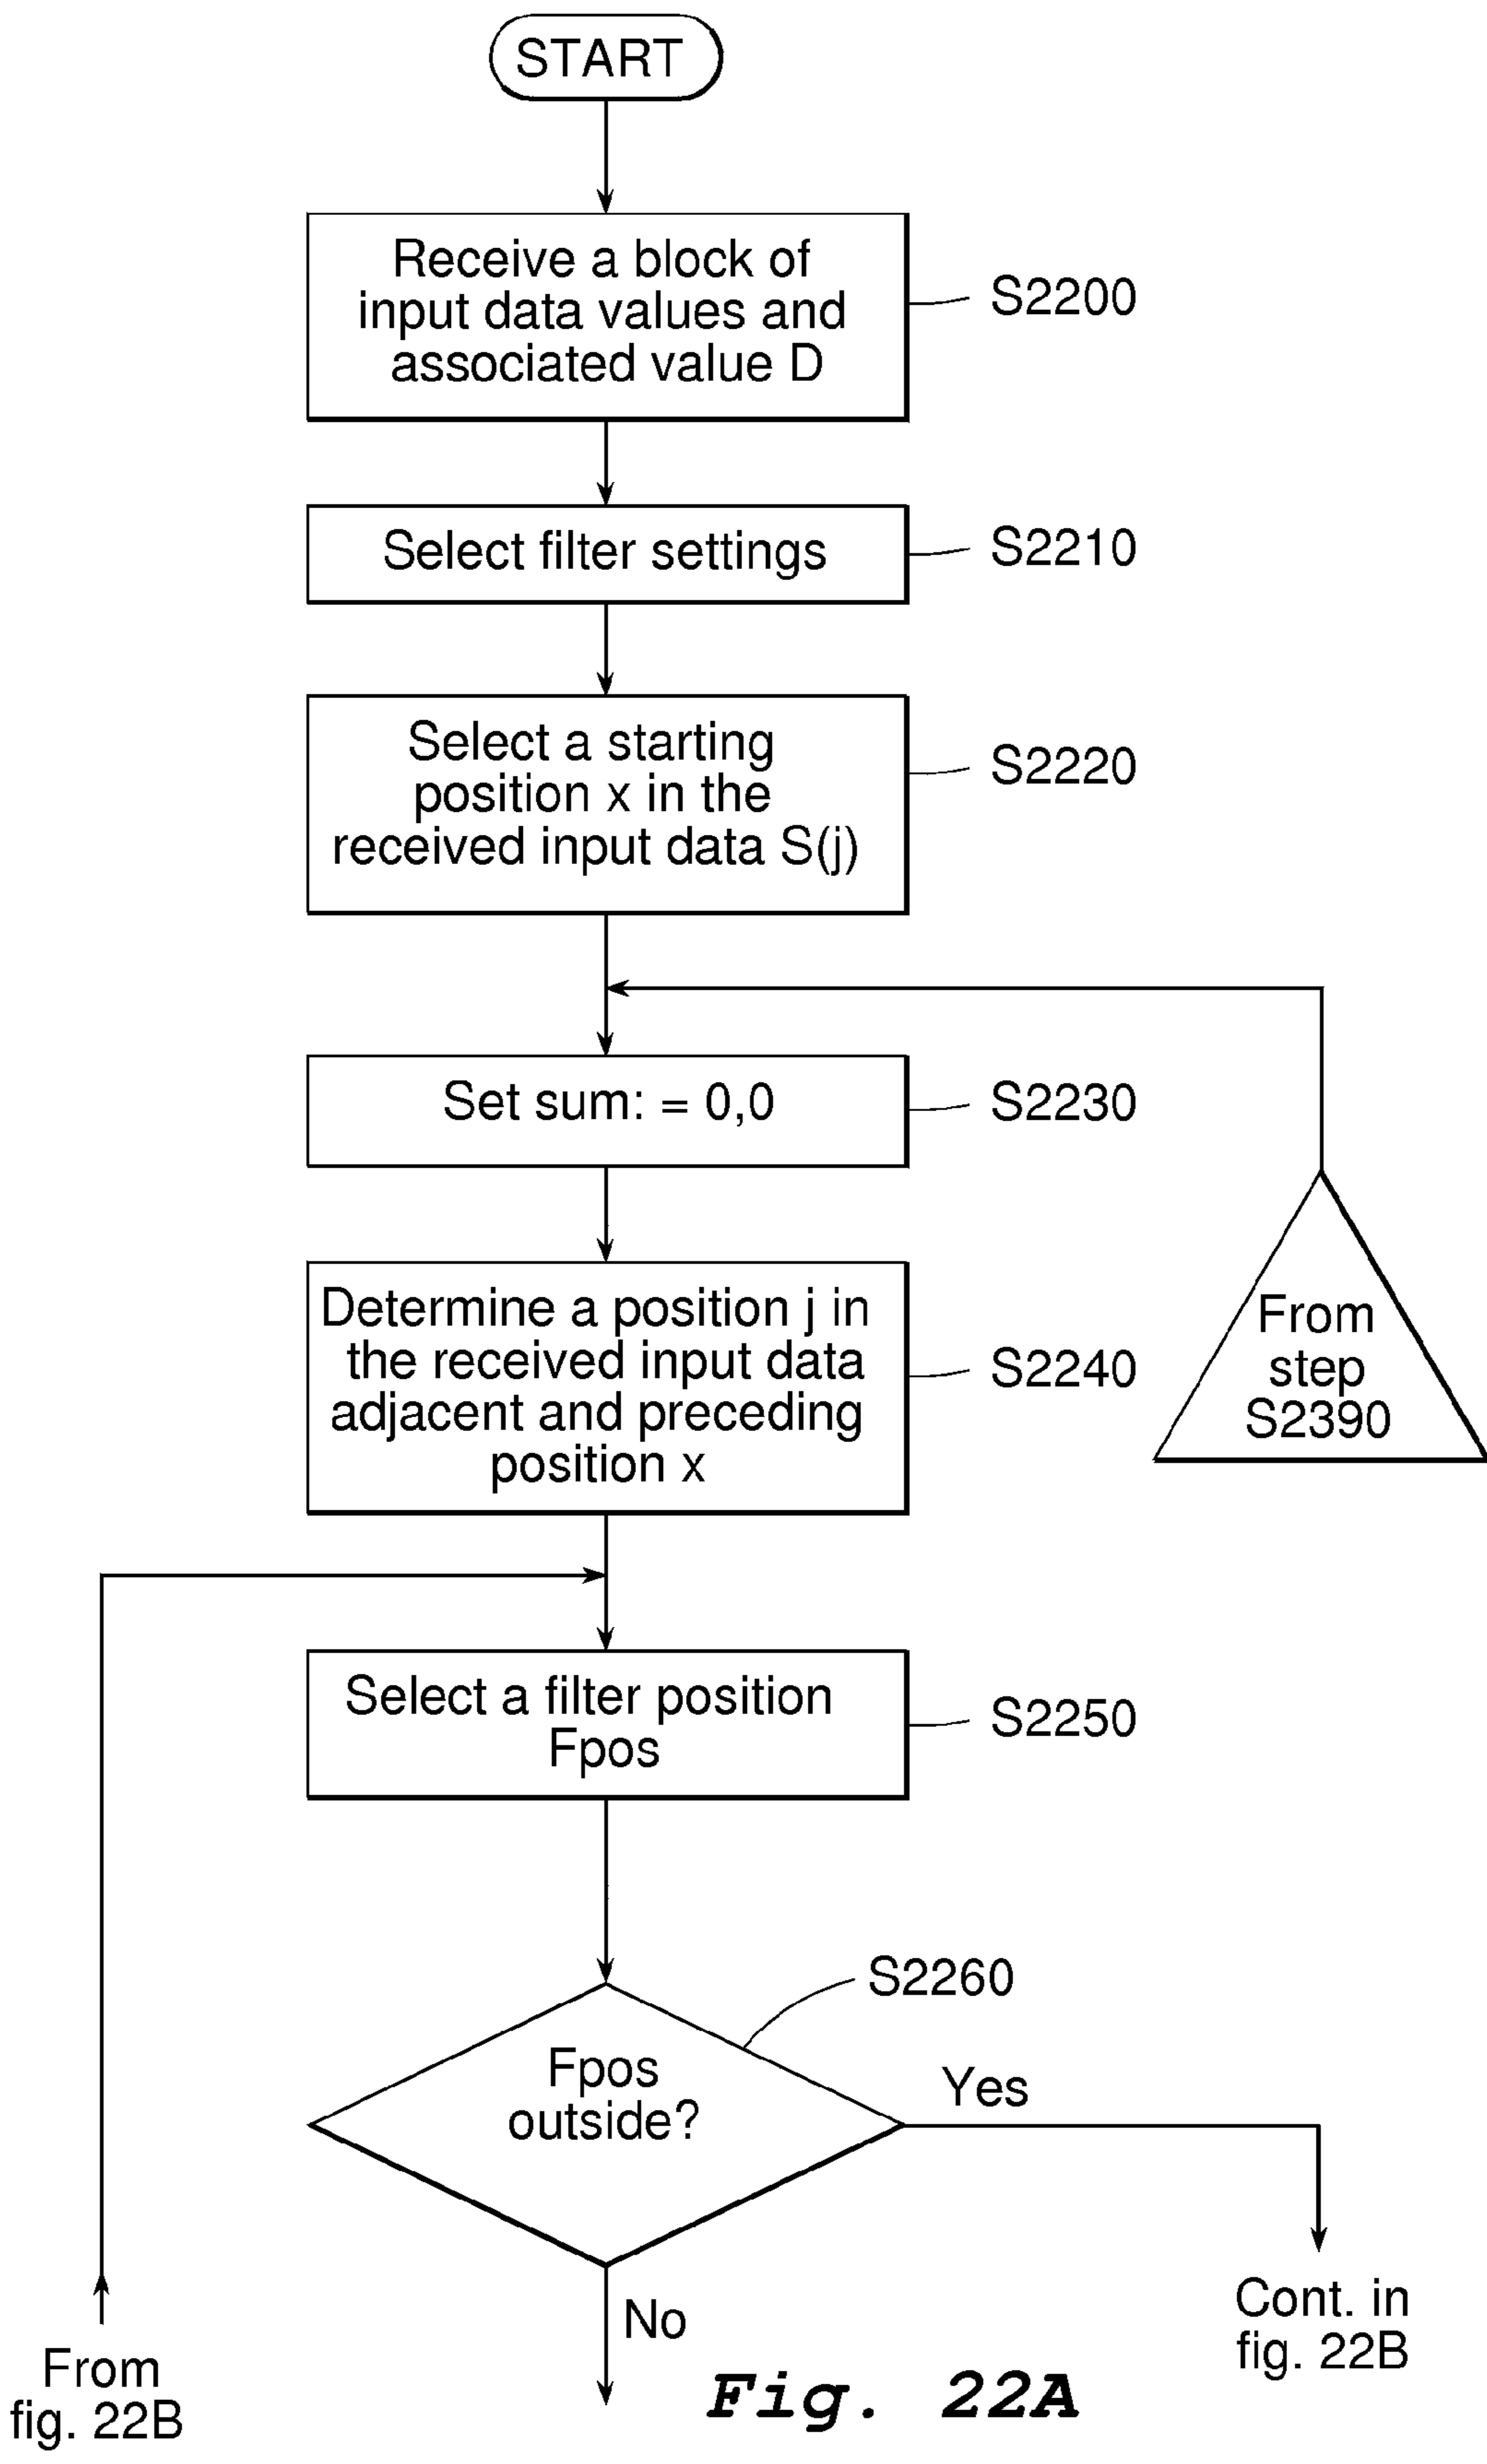 START
Receive a block of
input data values and
associated value D
S2200
Select filter settings
S2210
Select a starting
position x in the
received input data S(j)
S2220
Set sum: = 0,0
S2230
Determine a position j in
the received input data
adjacent and preceding
position x
S2240
From
step
S2390
Select a filter position
Fpos
S2250
Fpos
outside?
S2260
Yes
No
Cont. in
fig. 22B
From
fig. 22B
Fig. 22A